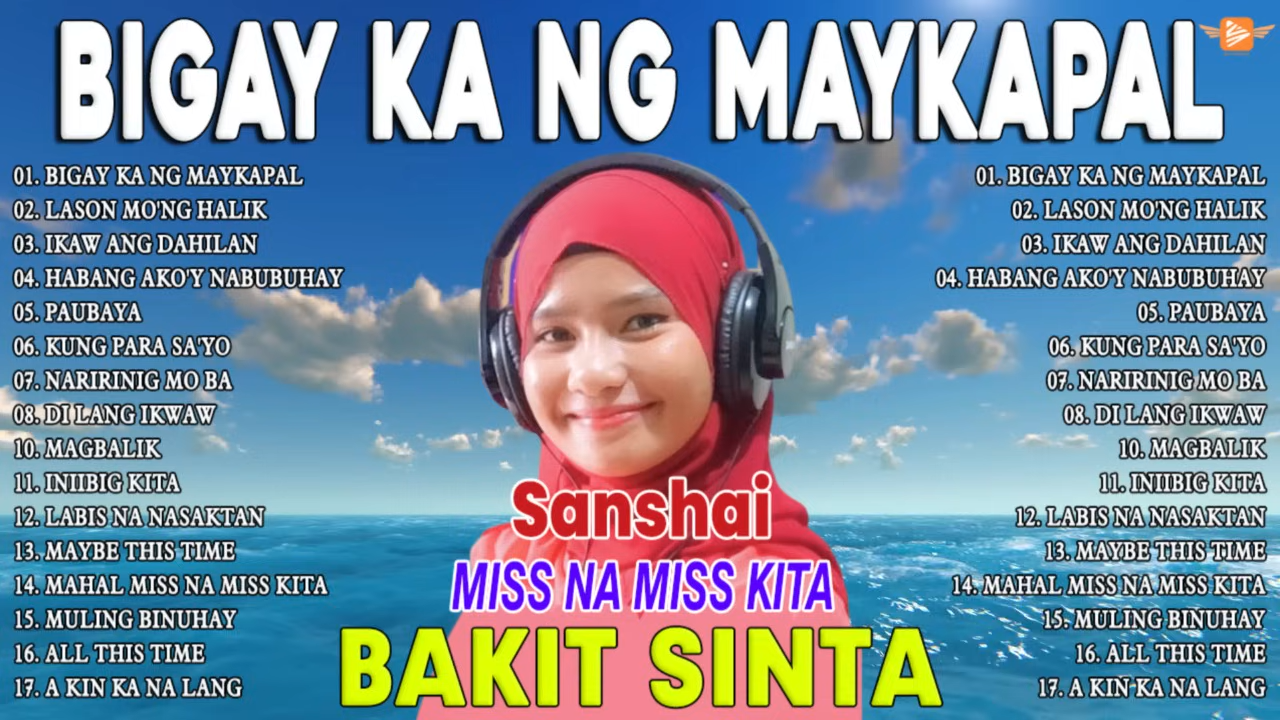 BIGAY KA NG MAYKAPAL
01. BIGAY KA NG MAYKAPAL
02. LASON MO'NG HALIK
03. IKAW ANG DAHILAN
04. HABANG AKO'Y NABUBUHAY
05. PAUBAYA
06. KUNG PARA SA'YO
07. NARIRINIG MO BA
08. DI LANG IKWAW
10. MAGBALIK
11. INIIBIG KITA
12. LABIS NA NASAKTAN
13. MAYBE THIS TIME
14. MAHAL MISS NA MISS KITA
15. MULING BINUHAY
16. ALL THIS TIME
17. A KIN KA NA LANG
01. BIGAY KA NG MAYKAPAL
02. LASON MO'NG HALIK
03. IKAW ANG DAHILAN
04. HABANG AKO'Y NABUBUHAY
05. PAUBAYA
06. KUNG PARA SA'YO
07. NARIRINIG MO BA
08. DI LANG IKWAW
10. MAGBALIK
11. INIIBIG KITA
12. LABIS NA NASAKTAN
13. MAYBE THIS TIME
14. MAHAL MISS NA MISS KITA
15. MULING BINUHAY
16. ALL THIS TIME
17. A KIN KA NA LANG
Sanshai
MISS NA MISS KITA
BAKIT SINTA